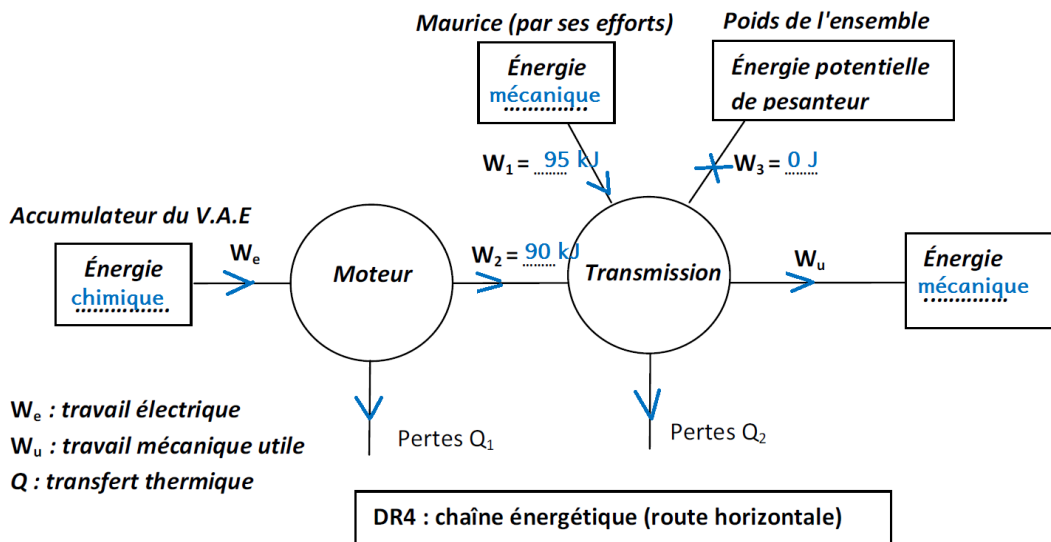 Maurice (par ses efforts)
Poids de l'ensemble
Énergie
mécanique
Énergie potentielle
de pesanteur
W1 = 95 kJ
W3 = 0 J
Accumulateur du V.A.E
Énergie
chimique
We
Moteur
W2 = 90 kJ
Transmission
Wu
Énergie
mécanique
Pertes Q1
Pertes Q2
We : travail électrique
Wu : travail mécanique utile
Q : transfert thermique
DR4 : chaîne énergétique (route horizontale)